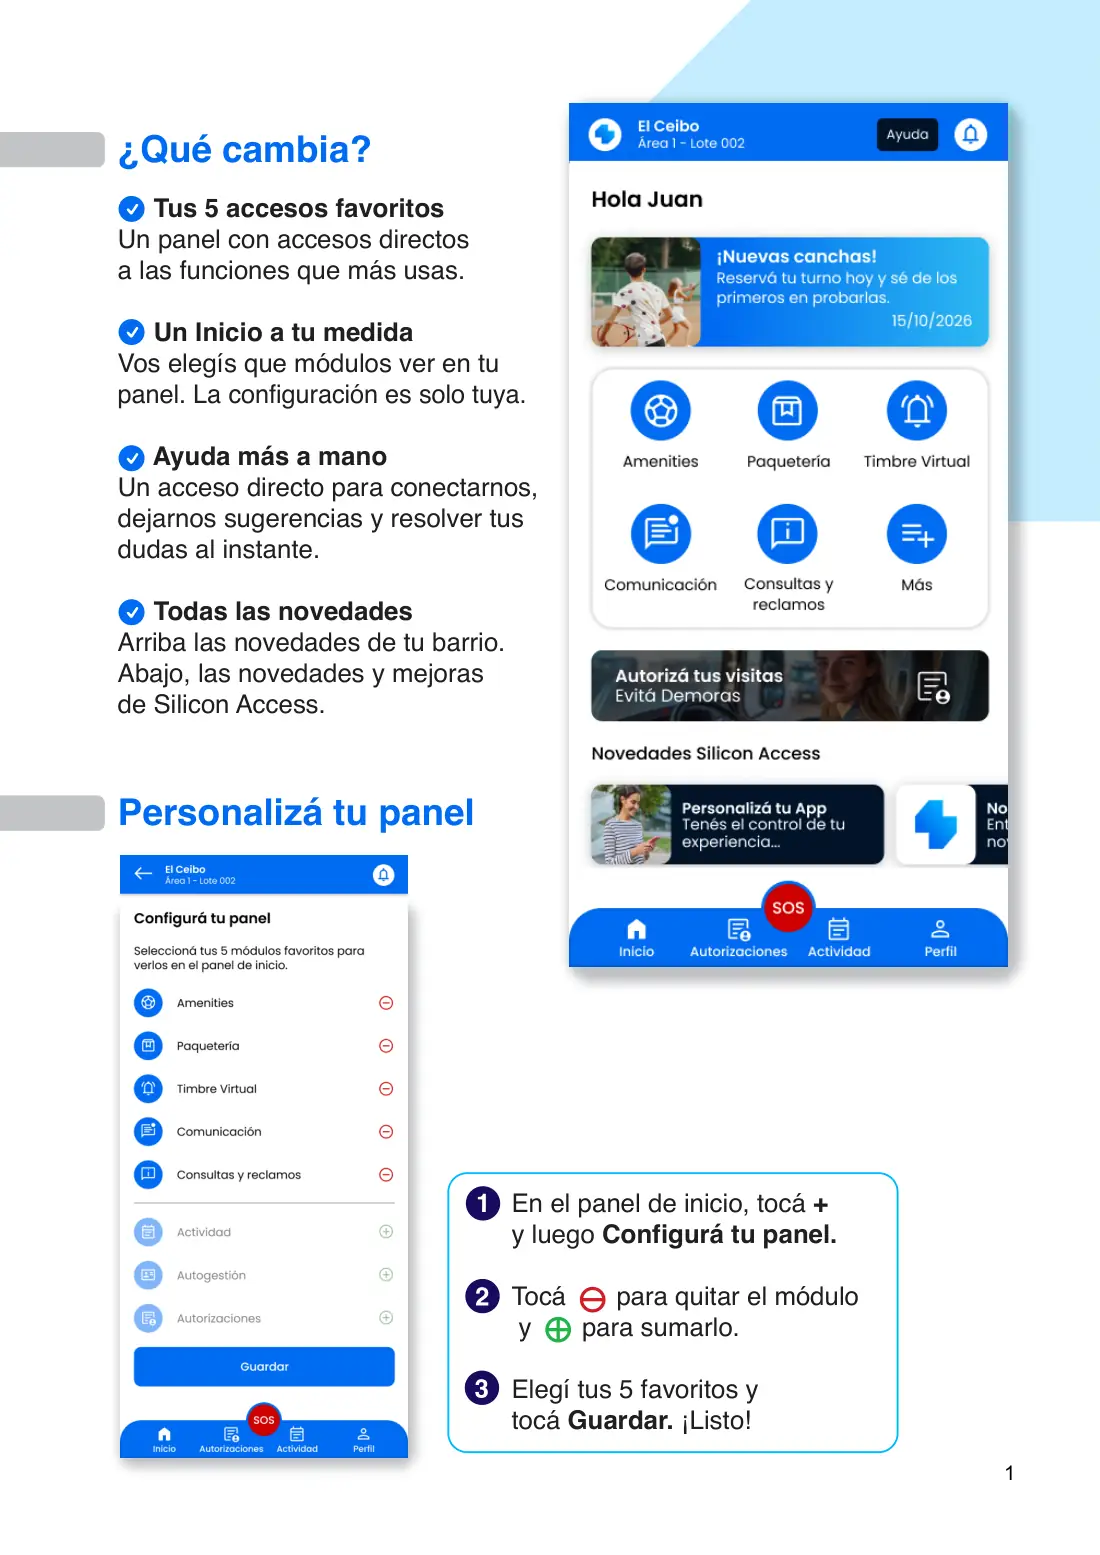 ¿Qué cambia?
Tus 5 accesos favoritos
Un panel con accesos directos
a las funciones que más usas.
Un Inicio a tu medida
Vos elegís que módulos ver en tu
panel. La configuración es solo tuya.
Ayuda más a mano
Un acceso directo para conectarnos,
dejarnos sugerencias y resolver tus
dudas al instante.
Todas las novedades
Arriba las novedades de tu barrio.
Abajo, las novedades y mejoras
de Silicon Access.
El Ceibo
Área 1 - Lote 002
Ayuda
Hola Juan
¡Nuevas canchas!
Reservá tu turno hoy y sé de los
primeros en probarlas.
15/10/2026
Amenities
Paquetería
Timbre Virtual
Comunicación
Consultas y
reclamos
Más
Autorizá tus visitas
Evitá Demoras
Novedades Silicon Access
Personalizá tu App
Tenés el control de tu
experiencia...
No
Ent
no
SOS
Inicio
Autorizaciones
Actividad
Perfil
Personalizá tu panel
El Ceibo
Área 1 - Lote 002
Configurá tu panel
Seleccioná tus 5 módulos favoritos para
verlos en el panel de inicio.
Amenities
Paquetería
Timbre Virtual
Comunicación
Consultas y reclamos
Actividad
Autogestión
Autorizaciones
Guardar
SOS
Inicio
Autorizaciones
Actividad
Perfil
1 En el panel de inicio, tocá +
y luego Configurá tu panel.
2 Tocá para quitar el módulo
y para sumarlo.
3 Elegí tus 5 favoritos y
tocá Guardar. ¡Listo!
1